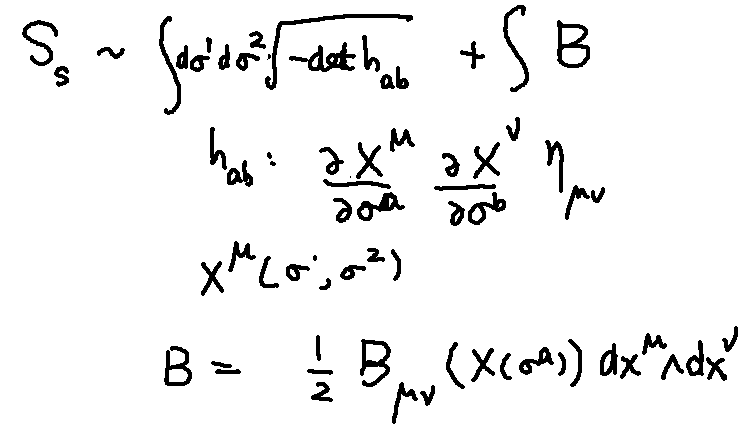 S_s ~ ∫dσ¹dσ² √(-det h_ab) + ∫ B
h_ab : ∂X^μ/∂σ^a ∂X^ν/∂σ^b η_μν
X^μ(σ¹, σ²)
B = 1/2 B_μν (X(σ^a)) dx^μ∧dx^ν